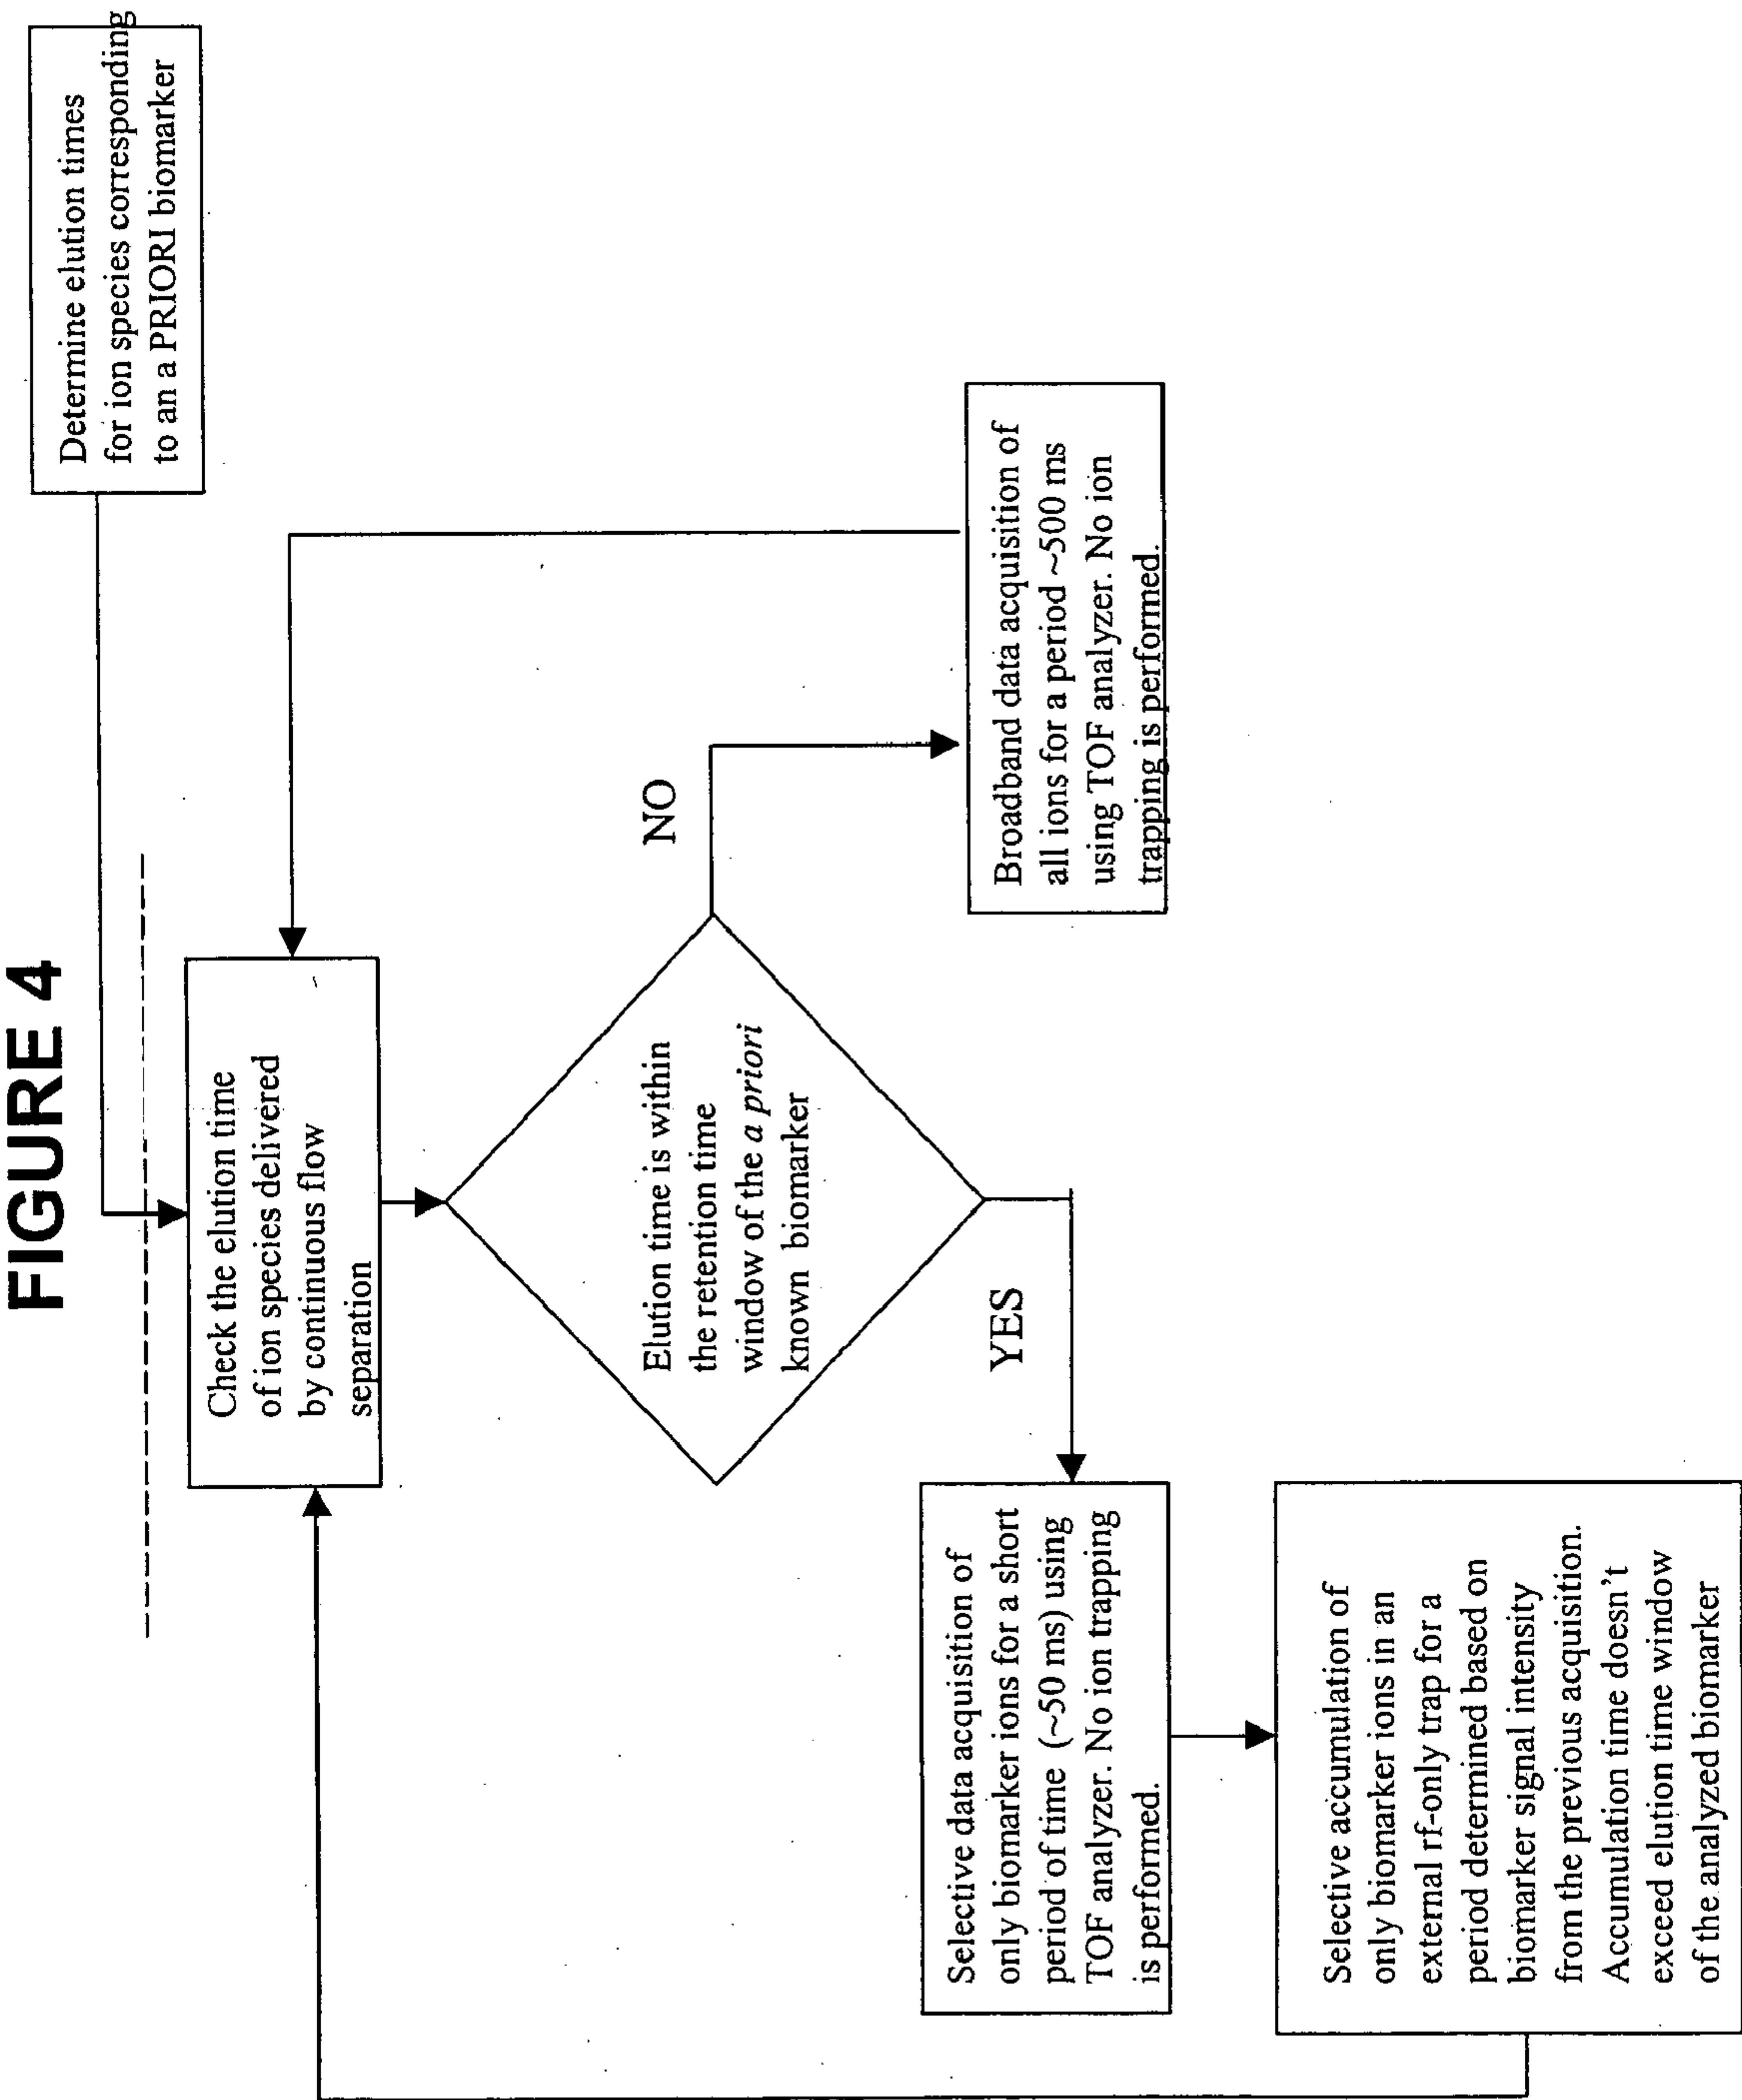 FIGURE 4
Determine elution times
for ion species corresponding
to an a PRIORI biomarker
Check the elution time
of ion species delivered
by continuous flow
separation
Elution time is within
the retention time
window of the a priori
known biomarker
NO
Broadband data acquisition of
all ions for a period ~500 ms
using TOF analyzer. No ion
trapping is performed.
YES
Selective data acquisition of
only biomarker ions for a short
period of time (~50 ms) using
TOF analyzer. No ion trapping
is performed.
Selective accumulation of
only biomarker ions in an
external rf-only trap for a
period determined based on
biomarker signal intensity
from the previous acquisition.
Accumulation time doesn't
exceed elution time window
of the analyzed biomarker